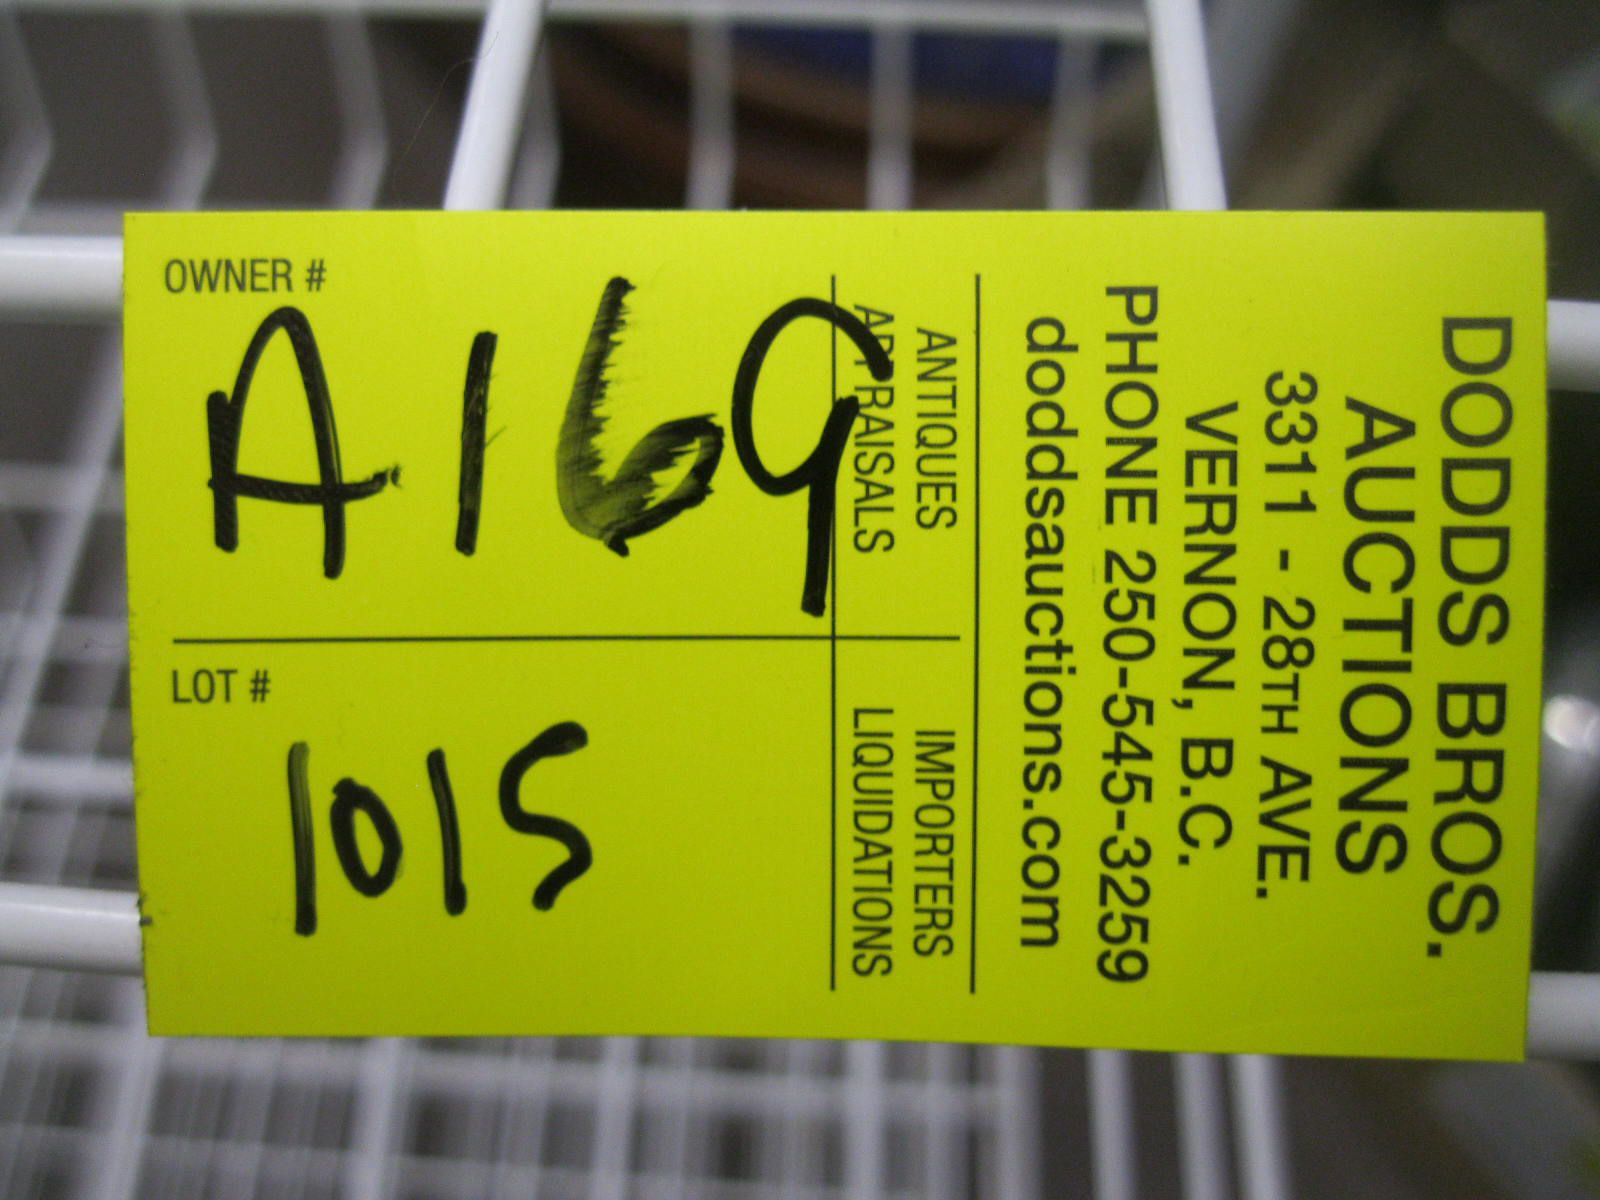 DODDS BROS.
AUCTIONS
3311 - 28TH AVE.
VERNON, B.C.
PHONE 250-545-3259
doddsauctions.com
ANTIQUES
APPRAISALS
IMPORTERS
LIQUIDATIONS
OWNER #
A169
LOT #
1015